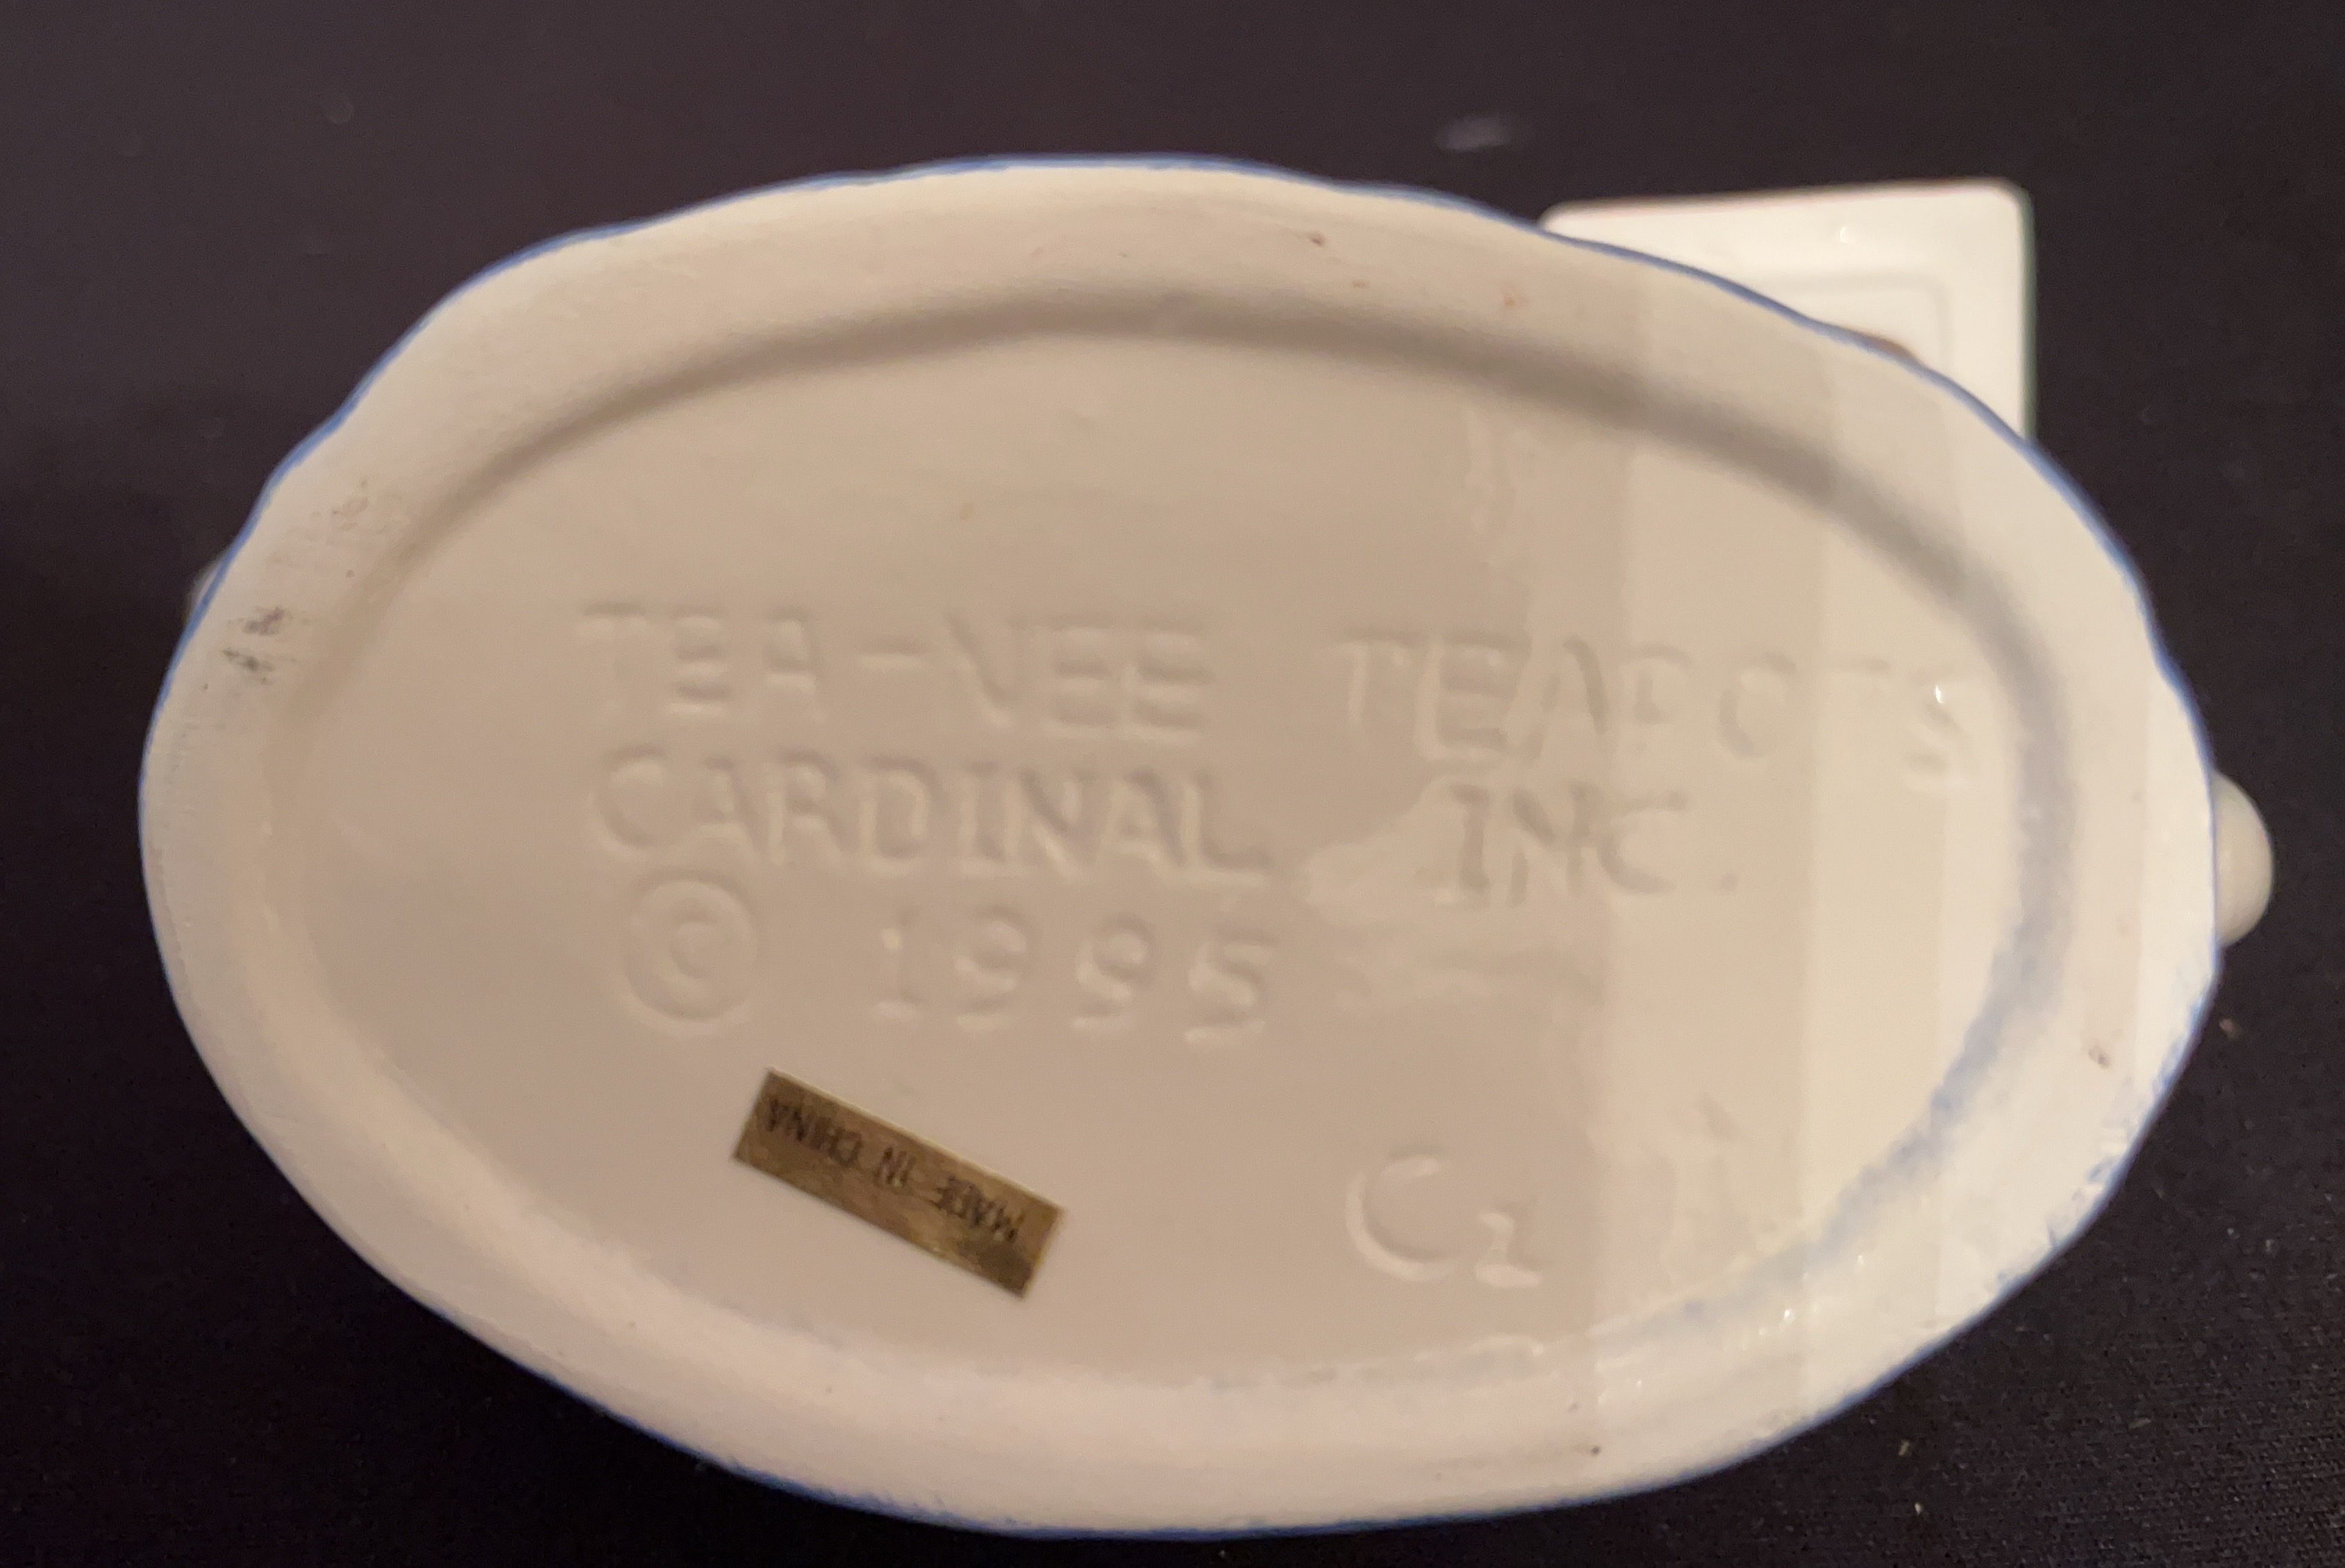 TEA-VEE TEAPOTS
CARDINAL INC.
© 1995
MADE IN CHINA
C1